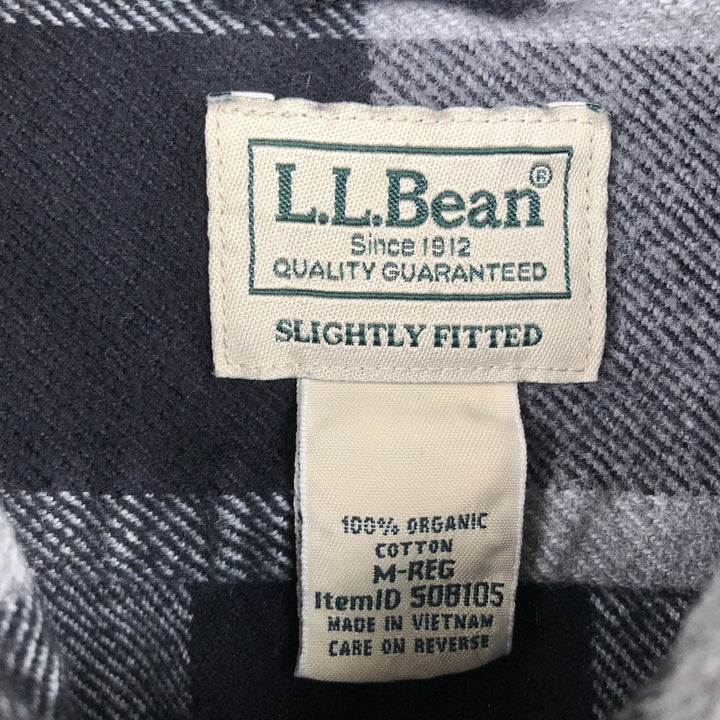 L.L.Bean®
Since 1912
QUALITY GUARANTEED
SLIGHTLY FITTED
100% ORGANIC
COTTON
M-REG
ItemID 508105
MADE IN VIETNAM
CARE ON REVERSE